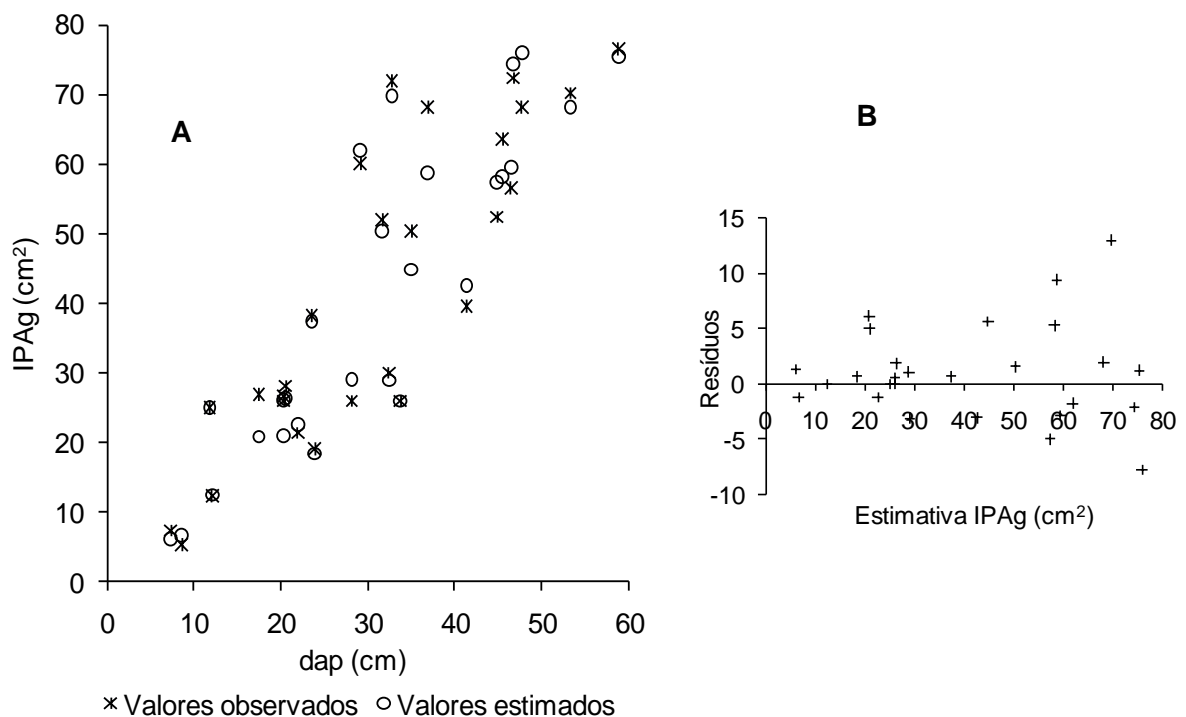 A
IPAg (cm²)
80
70
60
50
40
30
20
10
0
0 10 20 30 40 50 60
dap (cm)
Valores observados Valores estimados
B
Resíduos
15
10
5
0
-5
-10
0 10 20 30 40 50 60 70 80
Estimativa IPAg (cm²)